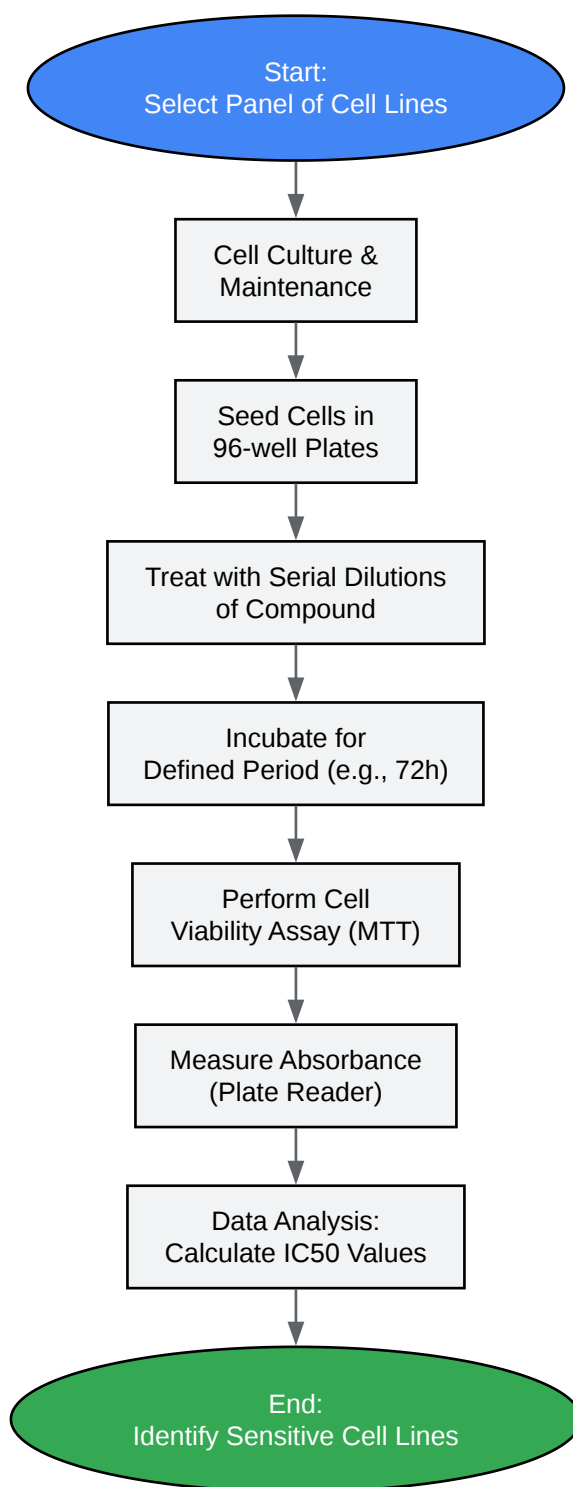 Start:
Select Panel of Cell Lines
Cell Culture &
Maintenance
Seed Cells in
96-well Plates
Treat with Serial Dilutions
of Compound
Incubate for
Defined Period (e.g., 72h)
Perform Cell
Viability Assay (MTT)
Measure Absorbance
(Plate Reader)
Data Analysis:
Calculate IC50 Values
End:
Identify Sensitive Cell Lines